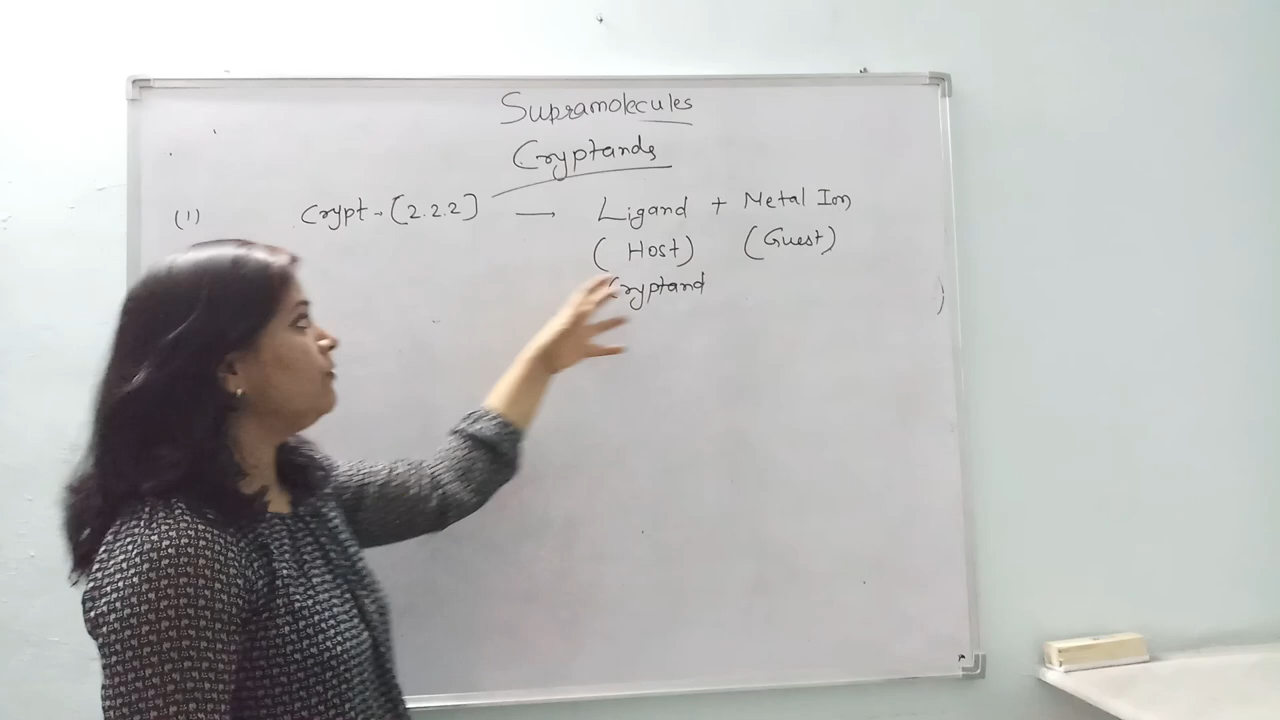 Supramolecules
Cryptands
(1) Crypt-[2.2.2] — Ligand + Metal Ion
(Host) (Guest)
Cryptand